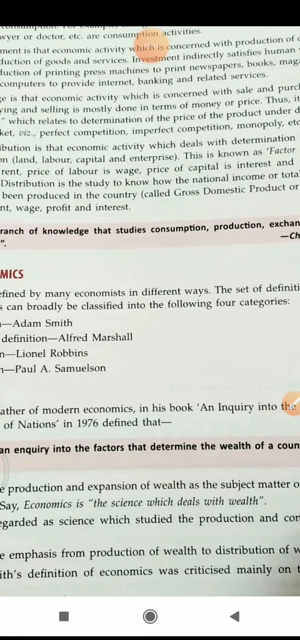 consumption. For example
wyer or doctor, etc. are consumption activities.
ment is that economic activity which is concerned with production of
duction of goods and services. Investment indirectly satisfies human
duction of printing press machines to print newspapers, books, mag
computers to provide internet, banking and related services.
ge is that economic activity which is concerned with sale and purc
ying and selling is mostly done in terms of money or price. Thus, it
" which relates to determination of the price of the product under d
ket, viz., perfect competition, imperfect competition, monopoly, etc
ibution is that economic activity which deals with determination
on (land, labour, capital and enterprise). This is known as 'Factor
rent, price of labour is wage, price of capital is interest and
Distribution is the study to know how the national income or tota
been produced in the country (called Gross Domestic Product or
nt, wage, profit and interest.
ranch of knowledge that studies consumption, production, exchan
".
—Ch
MICS
efined by many economists in different ways. The set of definiti
s can broadly be classified into the following four categories:
n—Adam Smith
definition—Alfred Marshall
n—Lionel Robbins
n—Paul A. Samuelson
ather of modern economics, in his book 'An Inquiry into the
of Nations' in 1976 defined that—
an enquiry into the factors that determine the wealth of a coun
e production and expansion of wealth as the subject matter o
Say, Economics is "the science which deals with wealth".
egarded as science which studied the production and con
e emphasis from production of wealth to distribution of w
ith's definition of economics was criticised mainly on t